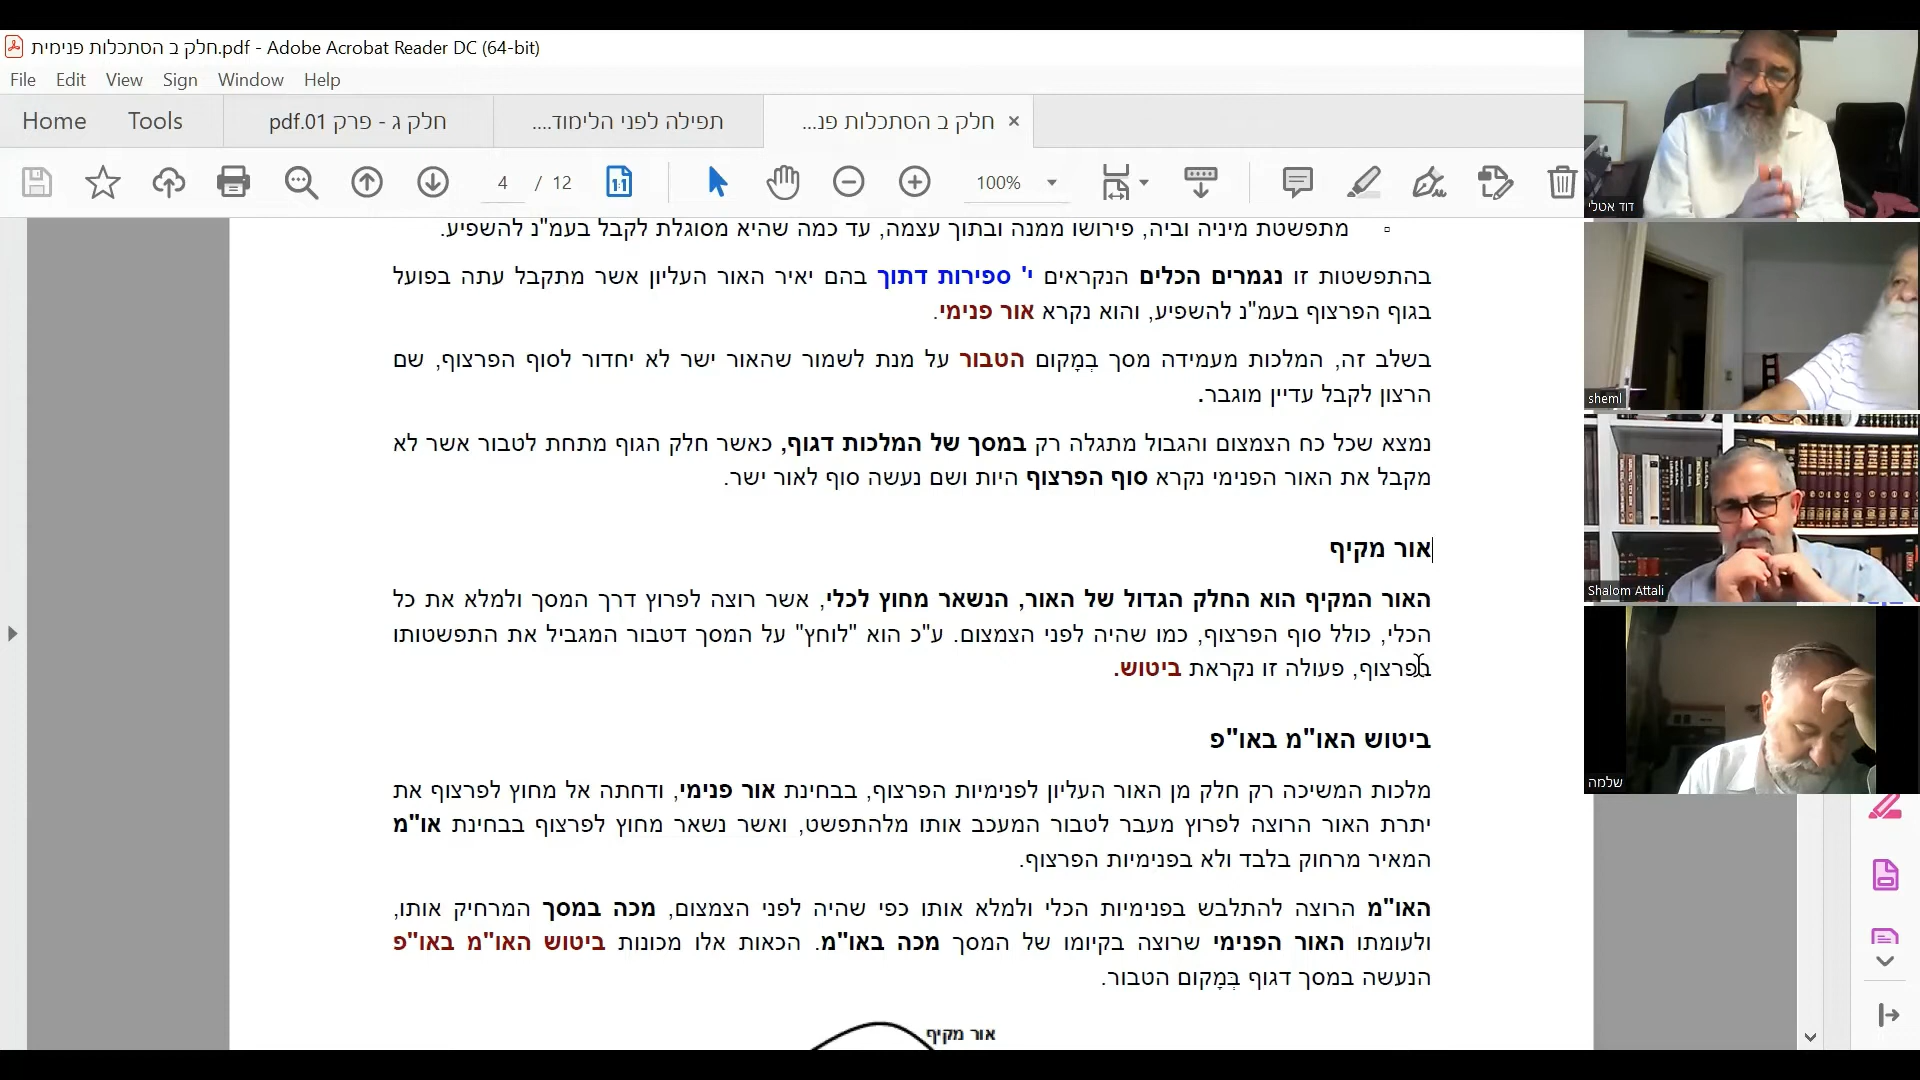 חלק ב הסתכלות פנימית.pdf - Adobe Acrobat Reader DC (64-bit)
File Edit View Sign Window Help
Home Tools
חלק ג - פרק 01.pdf
תפילה לפני הלימוד....
חלק ב הסתכלות פנ...
4 / 12
1:1
100%
מתפשטת מיניה וביה, פירושו ממנה ובתוך עצמה, עד כמה שהיא מסוגלת לקבל בעמ"נ להשפיע.
בהתפשטות זו נגמרים הכלים הנקראים י' ספירות דתוך בהם יאיר האור העליון אשר מתקבל עתה בפועל
בגוף הפרצוף בעמ"נ להשפיע, והוא נקרא אור פנימי.
בשלב זה, המלכות מעמידה מסך בְמָקום הטבור על מנת לשמור שהאור ישר לא יחדור לסוף הפרצוף, שם
הרצון לקבל עדיין מוגבר.
נמצא שכל כח הצמצום והגבול מתגלה רק במסך של המלכות דגוף, כאשר חלק הגוף מתחת לטבור אשר לא
מקבל את האור הפנימי נקרא סוף הפרצוף היות ושם נעשה סוף לאור ישר.
אור מקיף
האור המקיף הוא החלק הגדול של האור, הנשאר מחוץ לכלי, אשר רוצה לפרוץ דרך המסך ולמלא את כל
הכלי, כולל סוף הפרצוף, כמו שהיה לפני הצמצום. ע"כ הוא "לוחץ" על המסך דטבור המגביל את התפשטותו
בפרצוף, פעולה זו נקראת ביטוש.
ביטוש האו"מ באו"פ
מלכות המשיכה רק חלק מן האור העליון לפנימיות הפרצוף, בבחינת אור פנימי, ודחתה אל מחוץ לפרצוף את
יתרת האור הרוצה לפרוץ מעבר לטבור המעכב אותו מלהתפשט, ואשר נשאר מחוץ לפרצוף בבחינת או"מ
המאיר מרחוק בלבד ולא בפנימיות הפרצוף.
האו"מ הרוצה להתלבש בפנימיות הכלי ולמלא אותו כפי שהיה לפני הצמצום, מכה במסך המרחיק אותו,
ולעומתו האור הפנימי שרוצה בקיומו של המסך מכה באו"מ. הכאות אלו מכונות ביטוש האו"מ באו"פ
הנעשה במסך דגוף בְּמָקום הטבור.
אור מקיף
דוד אטלי
sheml
Shalom Attali
שלמה